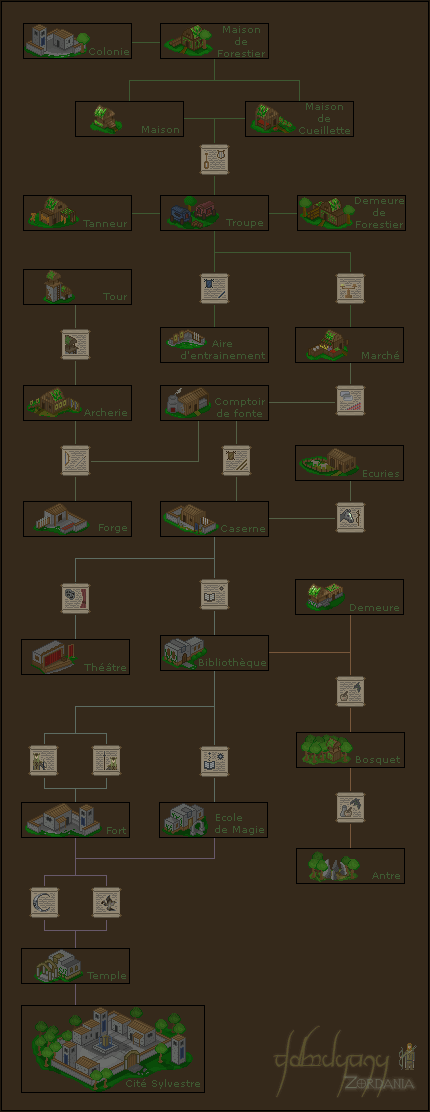 Colonie
Maison
de
Forestier
Maison
Maison
de
Cueillette
Tanneur
Troupe
Demeure
de
Forestier
Tour
Aire
d'entrainement
Marché
Archerie
Comptoir
de fonte
Ecuries
Forge
Caserne
Demeure
Théâtre
Bibliothèque
Bosquet
Fort
Ecole
de Magie
Antre
Temple
Cité Sylvestre
ZORDANIA